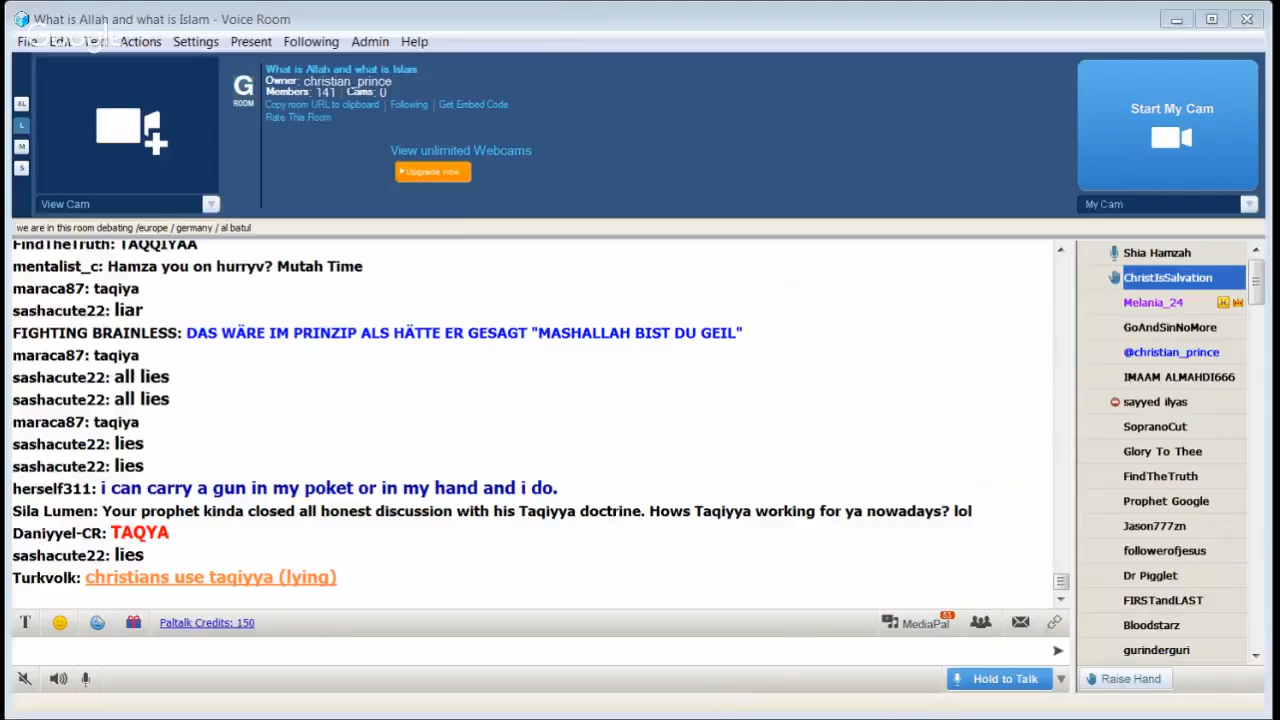 What is Allah and what is Islam - Voice Room
Google
File Edit Text Actions Settings Present Following Admin Help
XL
L
M
S
View Cam
G
ROOM
What is Allah and what is Islam
Owner: christian_prince
Members: 141 Cams: 0
Copy room URL to clipboard | Following | Get Embed Code
Rate This Room
View unlimited Webcams
Upgrade now
Start My Cam
My Cam
we are in this room debating /europe / germany / al batul
FindTheTruth: TAQQIYAA
mentalist_c: Hamza you on hurryv? Mutah Time
maraca87: taqiya
sashacute22: liar
FIGHTING BRAINLESS: DAS WÄRE IM PRINZIP ALS HÄTTE ER GESAGT "MASHALLAH BIST DU GEIL"
maraca87: taqiya
sashacute22: all lies
sashacute22: all lies
maraca87: taqiya
sashacute22: lies
sashacute22: lies
herself311: i can carry a gun in my poket or in my hand and i do.
Sila Lumen: Your prophet kinda closed all honest discussion with his Taqiyya doctrine. Hows Taqiyya working for ya nowadays? lol
Daniyyel-CR: TAQYA
sashacute22: lies
Turkvolk: christians use taqiyya (lying)
Shia Hamzah
ChristIsSalvation
Melania_24
GoAndSinNoMore
@christian_prince
IMAAM ALMAHDI666
sayyed ilyas
SopranoCut
Glory To Thee
FindTheTruth
Prophet Google
Jason777zn
followerofjesus
Dr Pigglet
FIRSTandLAST
Bloodstarz
gurinderguri
T
Paltalk Credits: 150
MediaPal
53
Hold to Talk
Raise Hand